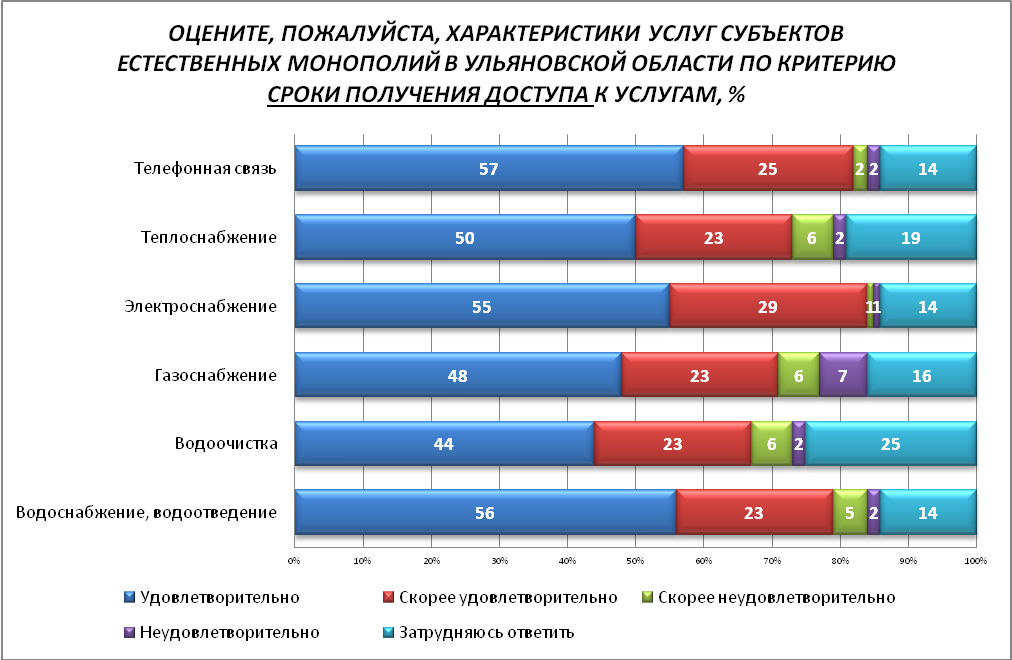 ОЦЕНИТЕ, ПОЖАЛУЙСТА, ХАРАКТЕРИСТИКИ УСЛУГ СУБЪЕКТОВ
ЕСТЕСТВЕННЫХ МОНОПОЛИЙ В УЛЬЯНОВСКОЙ ОБЛАСТИ ПО КРИТЕРИЮ
СРОКИ ПОЛУЧЕНИЯ ДОСТУПА К УСЛУГАМ, %
Телефонная связь 57 25 2 2 14
Теплоснабжение 50 23 6 2 19
Электроснабжение 55 29 1 1 14
Газоснабжение 48 23 6 7 16
Водоочистка 44 23 6 2 25
Водоснабжение, водоотведение 56 23 5 2 14
0% 10% 20% 30% 40% 50% 60% 70% 80% 90% 100%
Удовлетворительно Скорее удовлетворительно Скорее неудовлетворительно
Неудовлетворительно Затрудняюсь ответить